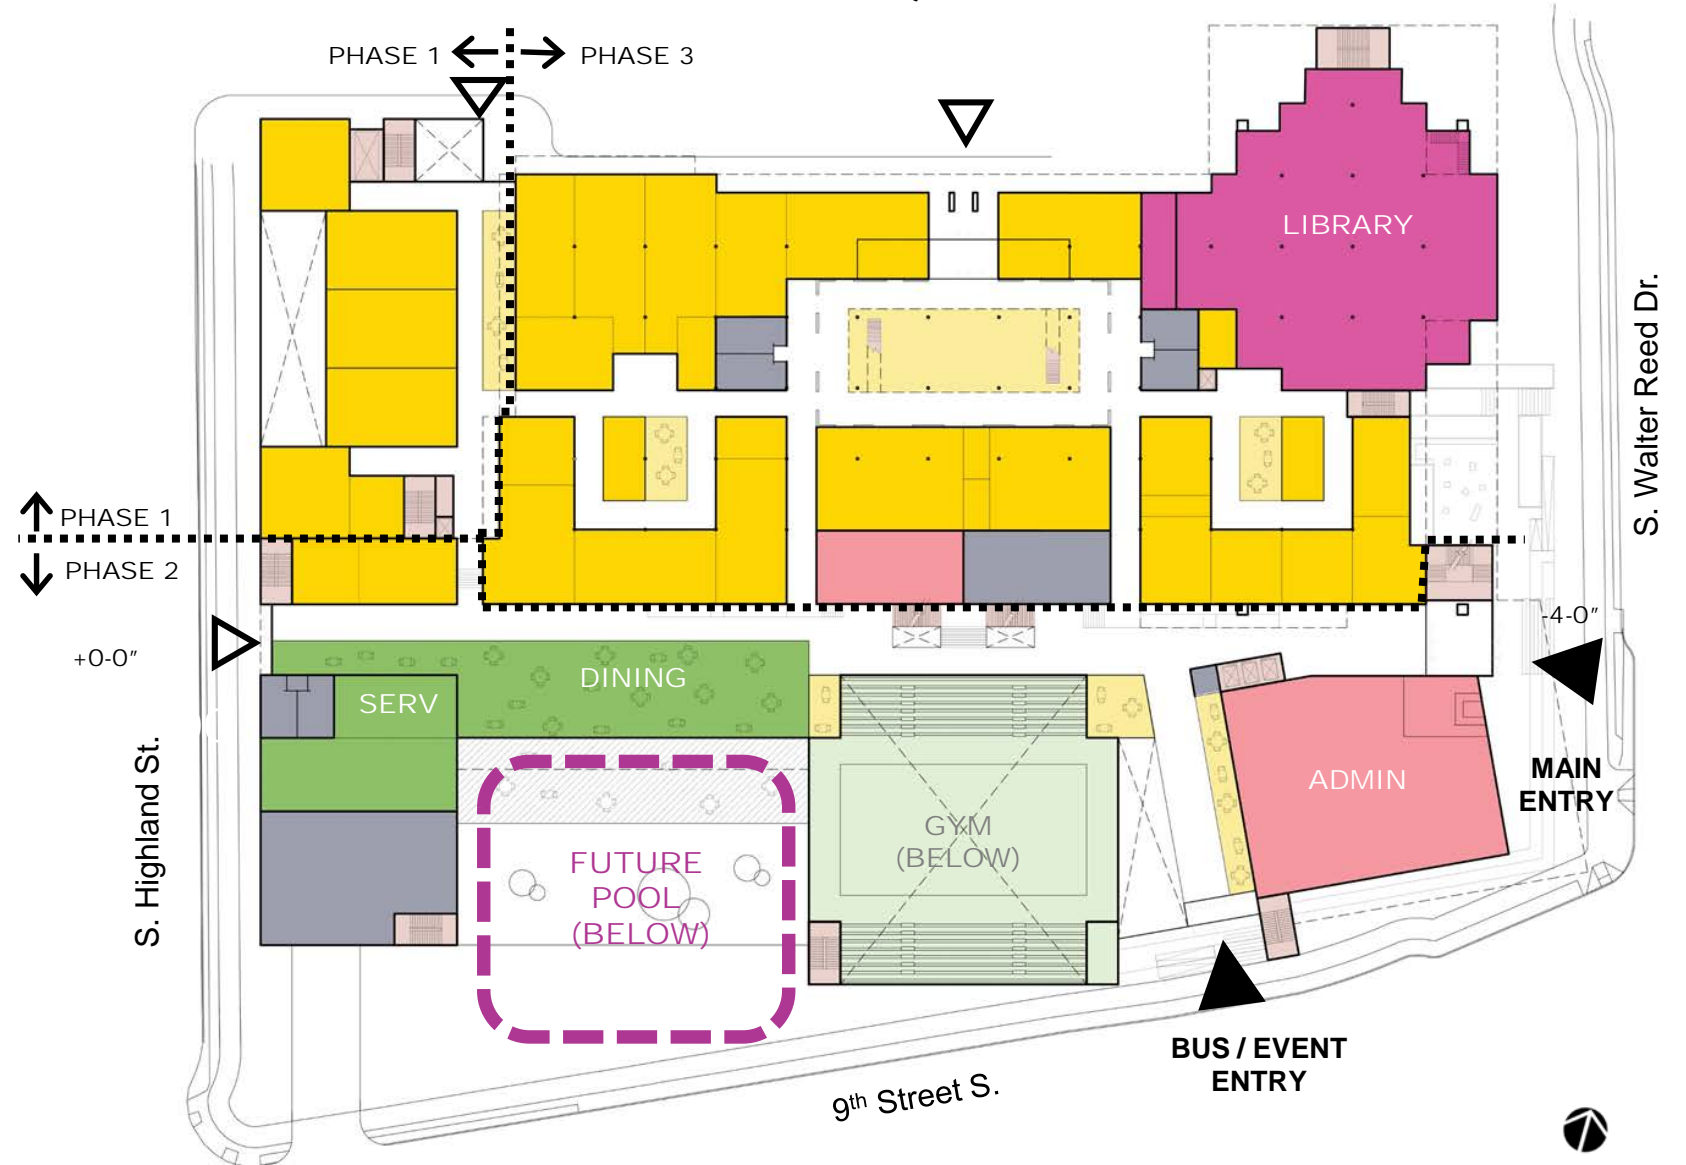 PHASE 1
PHASE 3
LIBRARY
S. Walter Reed Dr.
PHASE 1
PHASE 2
+0-0”
-4-0”
DINING
SERV
S. Highland St.
ADMIN
MAIN
ENTRY
GYM
(BELOW)
FUTURE
POOL
(BELOW)
BUS / EVENT
ENTRY
9th Street S.